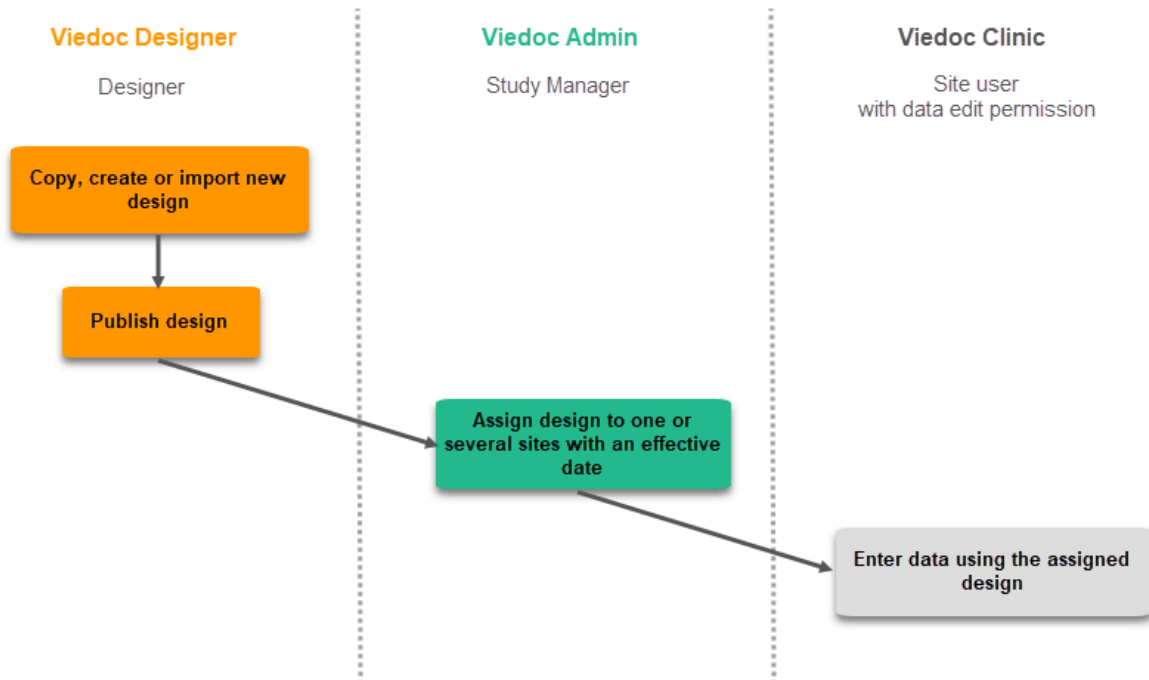 Viedoc Designer
Viedoc Admin
Viedoc Clinic
Designer
Study Manager
Site user
with data edit permission
Copy, create or import new
design
Publish design
Assign design to one or
several sites with an effective
date
Enter data using the assigned
design